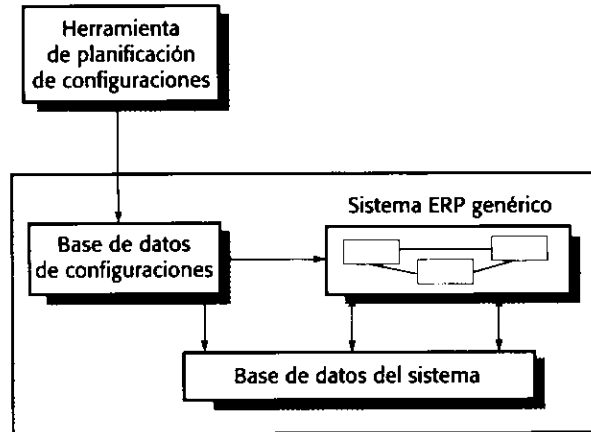 Herramienta
de planificación
de configuraciones
Sistema ERP genérico
Base de datos
de configuraciones
Base de datos del sistema